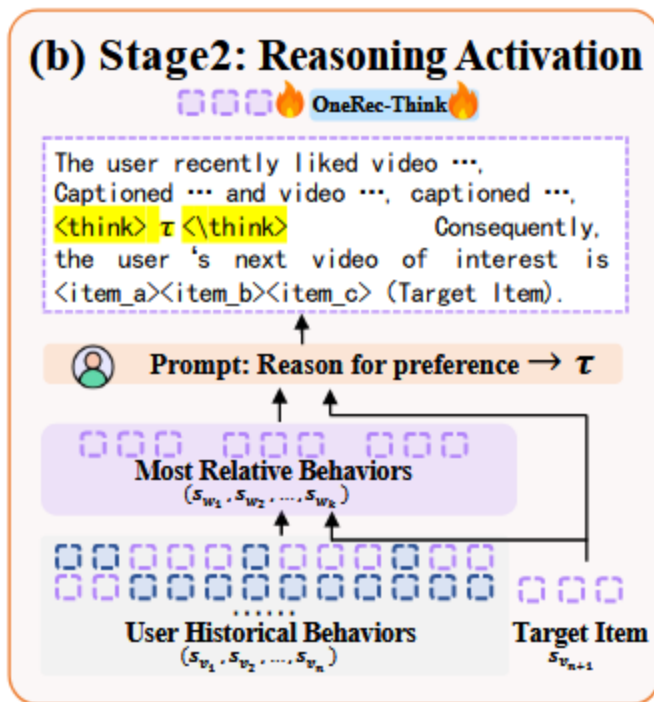 (b) Stage2: Reasoning Activation
OneRec-Think
The user recently liked video ⋯,
Captioned ⋯ and video ⋯, captioned ⋯,
<think> τ <\think> Consequently,
the user ‘s next video of interest is
<item_a><item_b><item_c> (Target Item).
Prompt: Reason for preference → τ
Most Relative Behaviors
(s_{w_1}, s_{w_2}, ..., s_{w_k})
......
User Historical Behaviors
(s_{v_1}, s_{v_2}, ..., s_{v_n})
Target Item
s_{v_{n+1}}